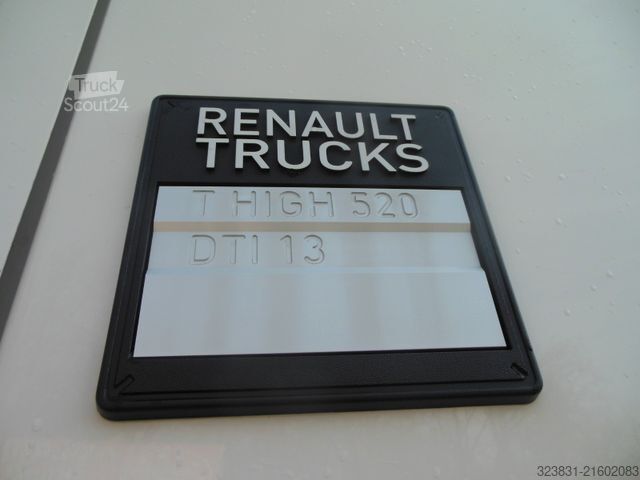 Truck
Scout24
RENAULT
TRUCKS
T HIGH 520
DTI 13
323831-21602083